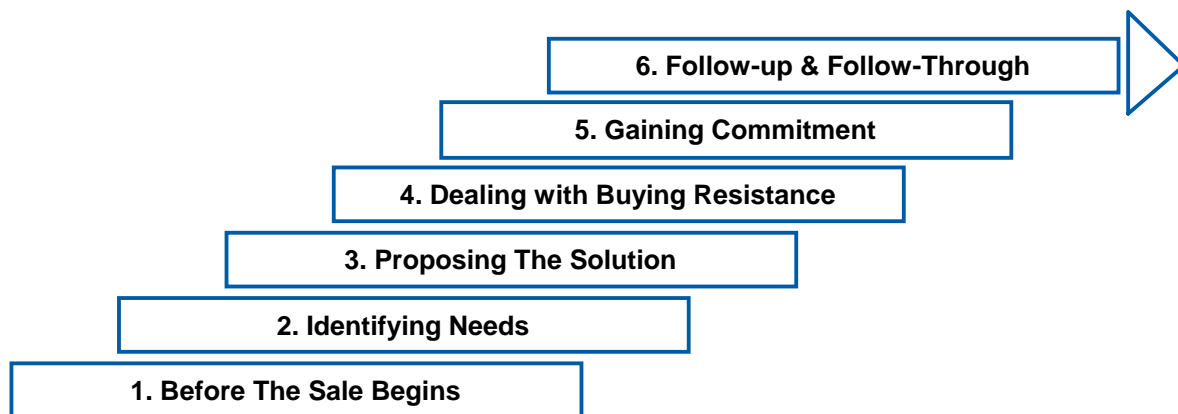 6. Follow-up & Follow-Through
5. Gaining Commitment
4. Dealing with Buying Resistance
3. Proposing The Solution
2. Identifying Needs
1. Before The Sale Begins